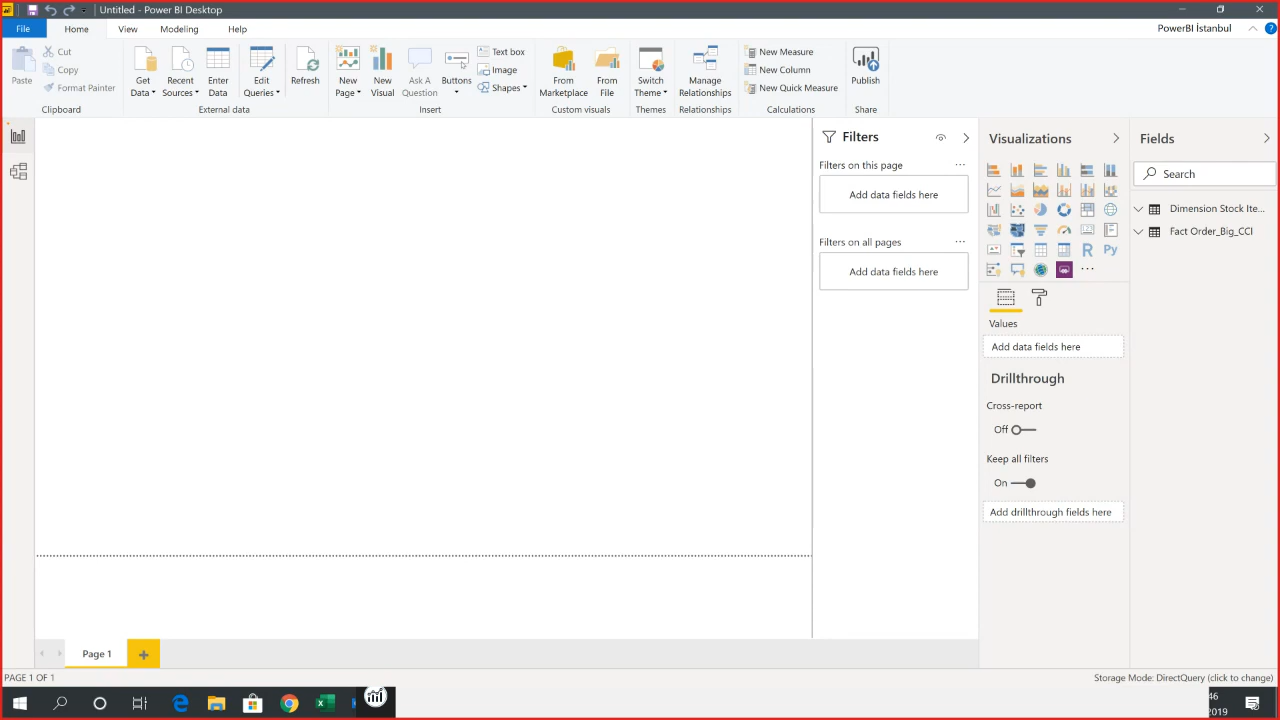 Untitled - Power BI Desktop
File
Home
View
Modeling
Help
PowerBI İstanbul
Paste
Cut
Copy
Format Painter
Clipboard
Get Data
Recent Sources
Enter Data
Edit Queries
External data
Refresh
New Page
New Visual
Ask A Question
Buttons
Text box
Image
Shapes
Insert
From Marketplace
From File
Custom visuals
Switch Theme
Themes
Manage Relationships
Relationships
New Measure
New Column
New Quick Measure
Calculations
Publish
Share
Filters
Filters on this page
Add data fields here
Filters on all pages
Add data fields here
Visualizations
R
Py
Values
Add data fields here
Drillthrough
Cross-report
Off
Keep all filters
On
Add drillthrough fields here
Fields
Search
Dimension Stock Ite...
Fact Order_Big_CCI
Page 1
PAGE 1 OF 1
Storage Mode: DirectQuery (click to change)
46
2019